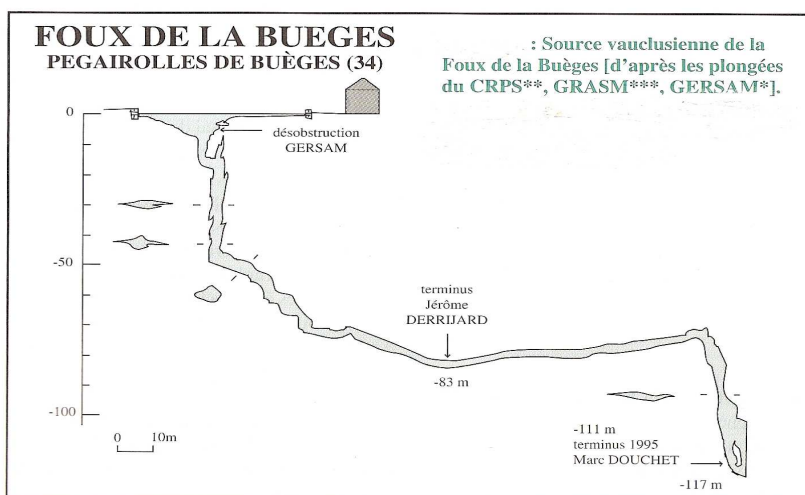 FOUX DE LA BUEGES
PEGAIROLLES DE BUÈGES (34)
: Source vauclusienne de la
Foux de la Buèges [d'après les plongées
du CRPS**, GRASM***, GERSAM*].
0
désobstruction
GERSAM
-50
terminus
Jérôme
DERRIJARD
-83 m
-100
0 10m
-111 m
terminus 1995
Marc DOUCHET
-117 m